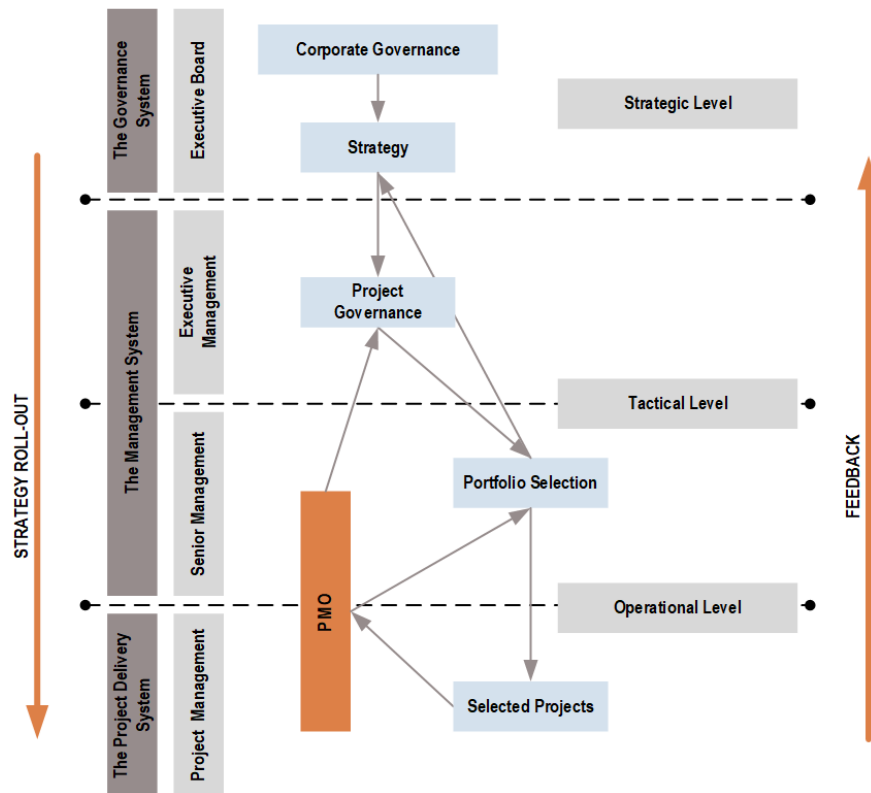 The Governance
System
Executive Board
Corporate Governance
Strategic Level
Strategy
The Management System
Executive
Management
Project
Governance
STRATEGY ROLL-OUT
Tactical Level
FEEDBACK
Senior Management
Portfolio Selection
PMO
Operational Level
The Project Delivery
System
Project Management
Selected Projects